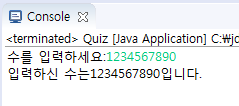 Console
<terminated> Quiz [Java Application] C:₩jd
수를 입력하세요:1234567890
입력하신 수는1234567890입니다.